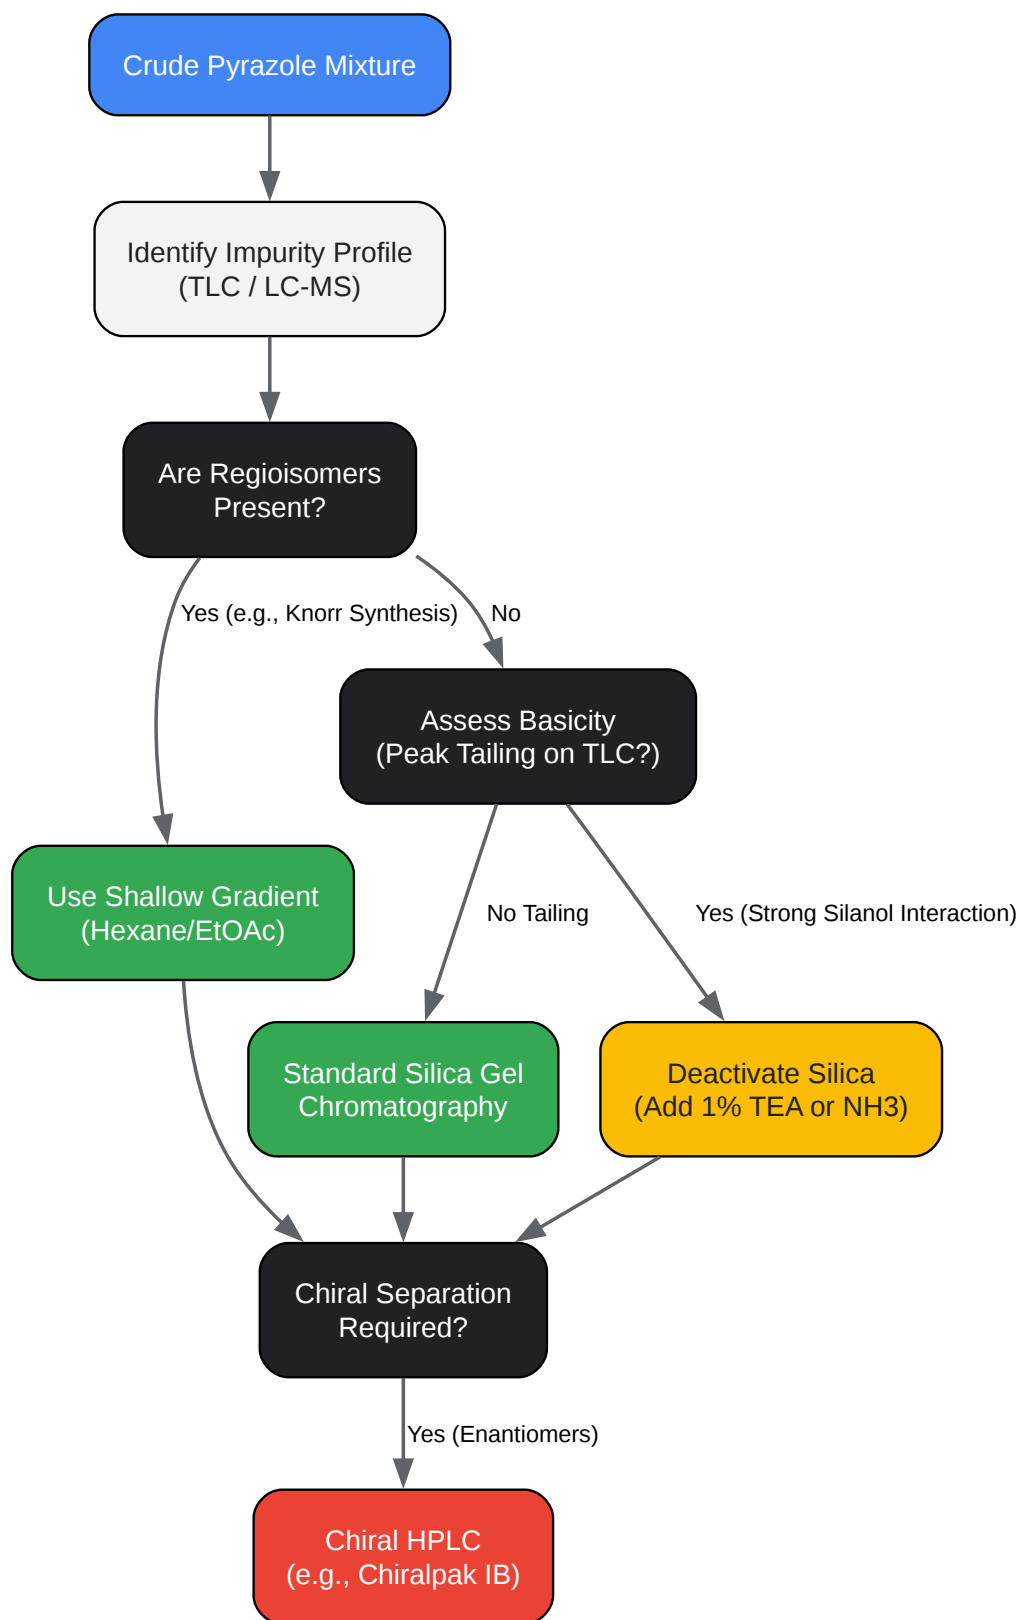 Crude Pyrazole Mixture
Identify Impurity Profile
(TLC / LC-MS)
Are Regioisomers
Present?
Yes (e.g., Knorr Synthesis)
No
Assess Basicity
(Peak Tailing on TLC?)
Use Shallow Gradient
(Hexane/EtOAc)
No Tailing
Yes (Strong Silanol Interaction)
Standard Silica Gel
Chromatography
Deactivate Silica
(Add 1% TEA or NH3)
Chiral Separation
Required?
Yes (Enantiomers)
Chiral HPLC
(e.g., Chiralpak IB)